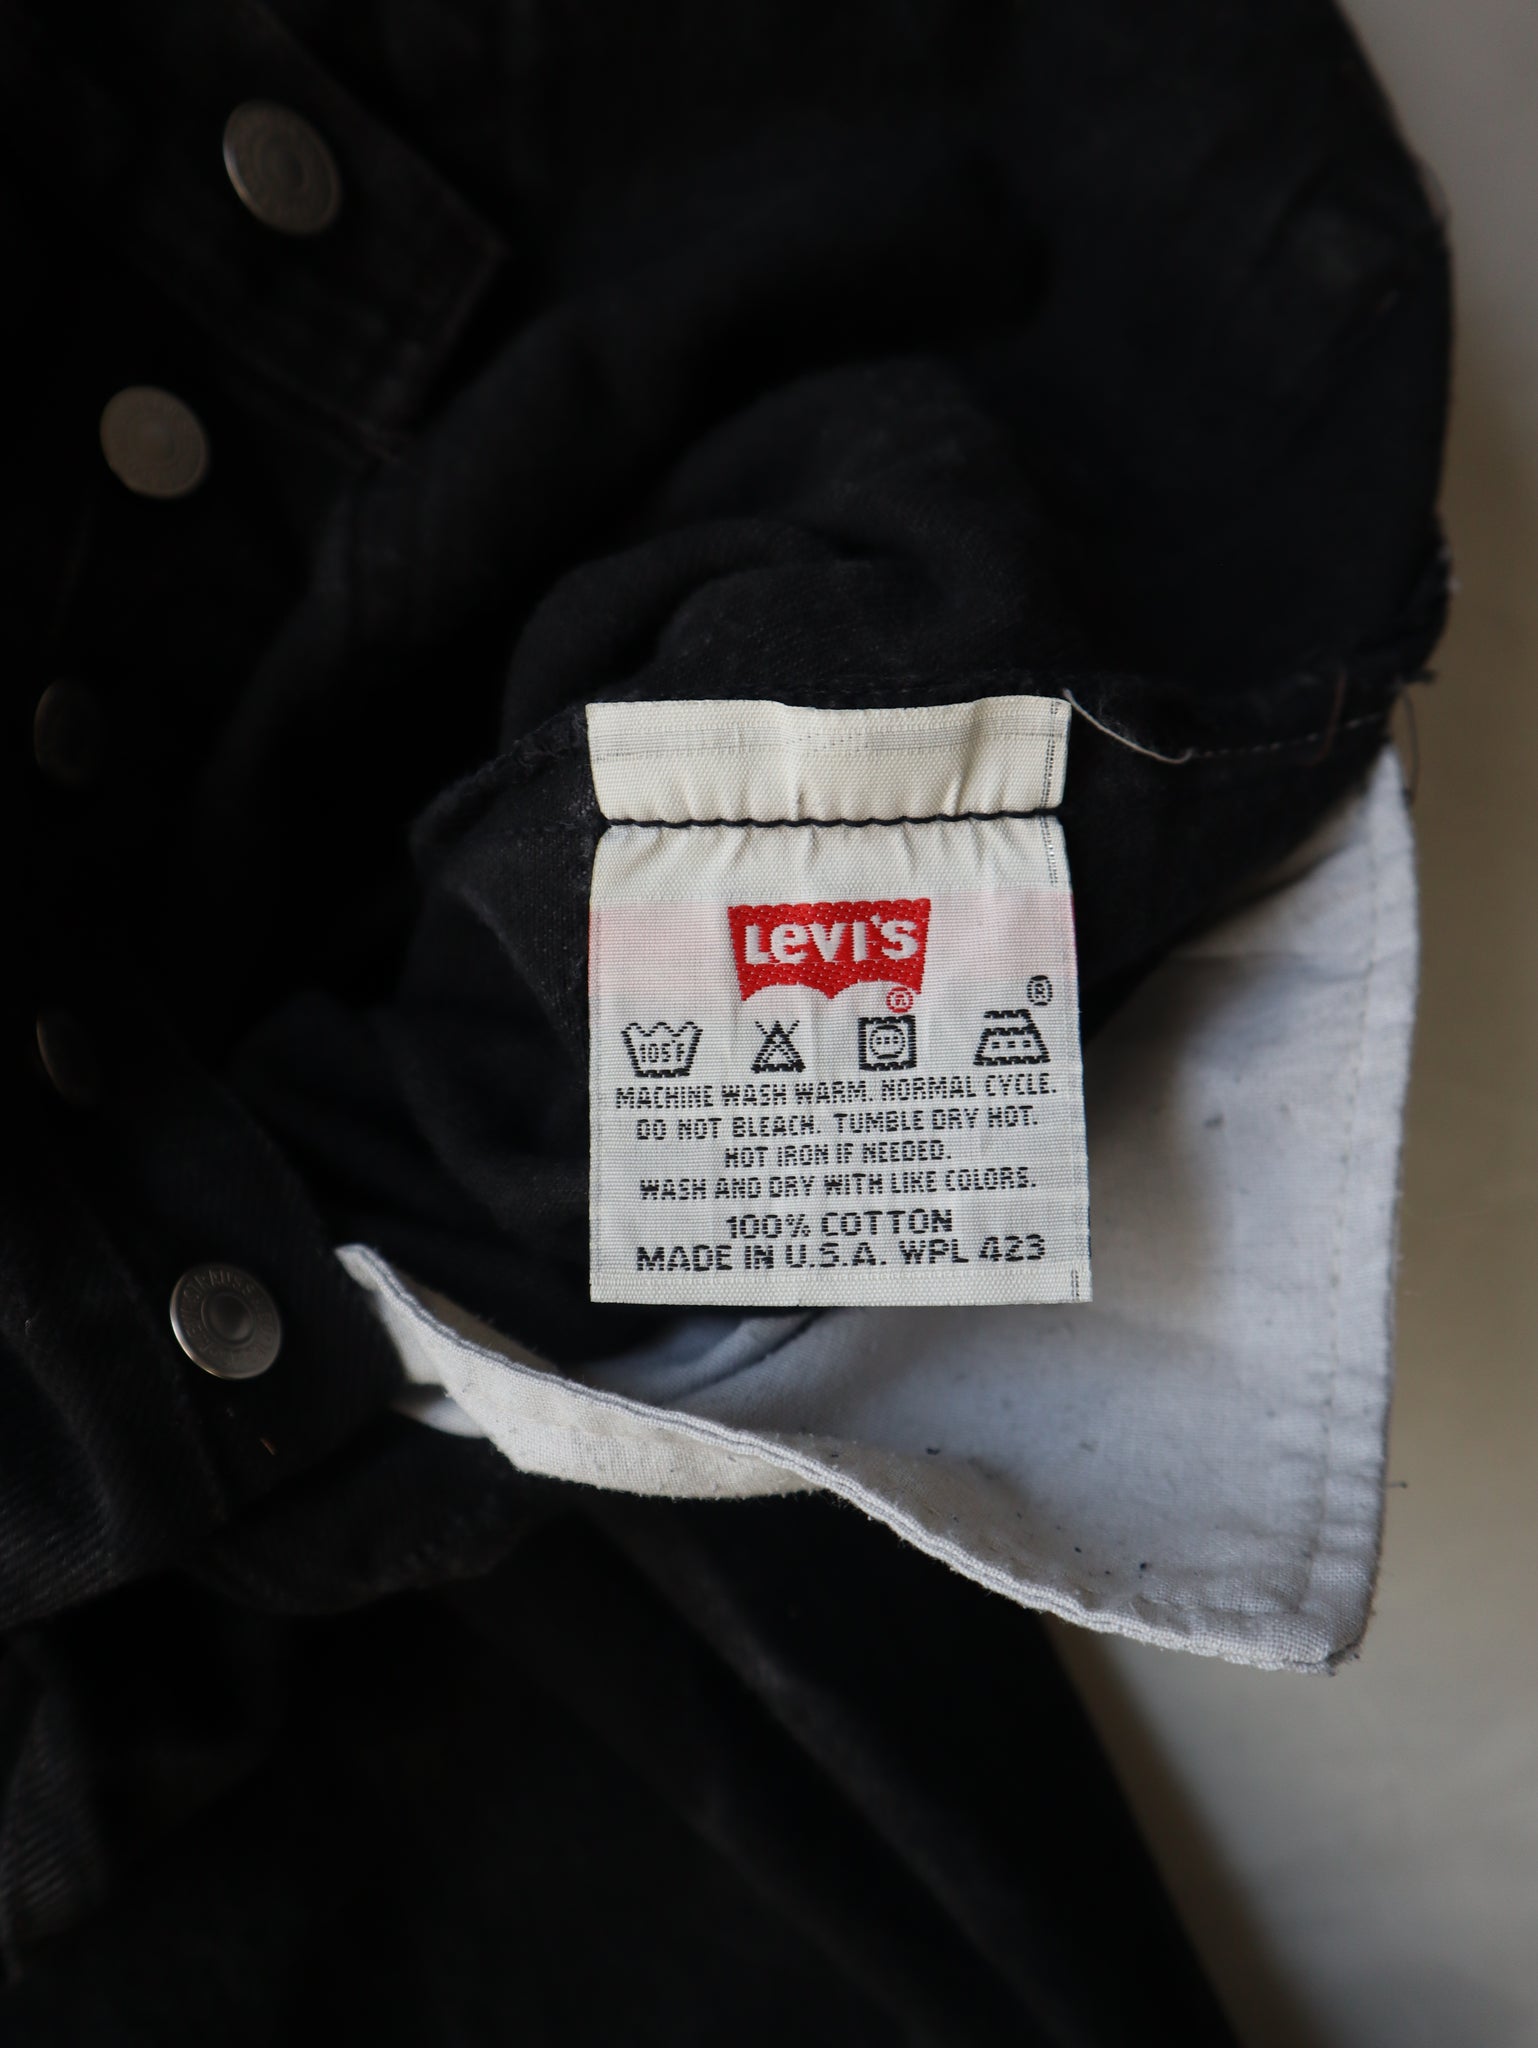 Levi's
®
®
105F
MACHINE WASH WARM. NORMAL CYCLE.
DO NOT BLEACH. TUMBLE DRY HOT.
HOT IRON IF NEEDED.
WASH AND DRY WITH LIKE COLORS.
100% COTTON
MADE IN U.S.A. WPL 423